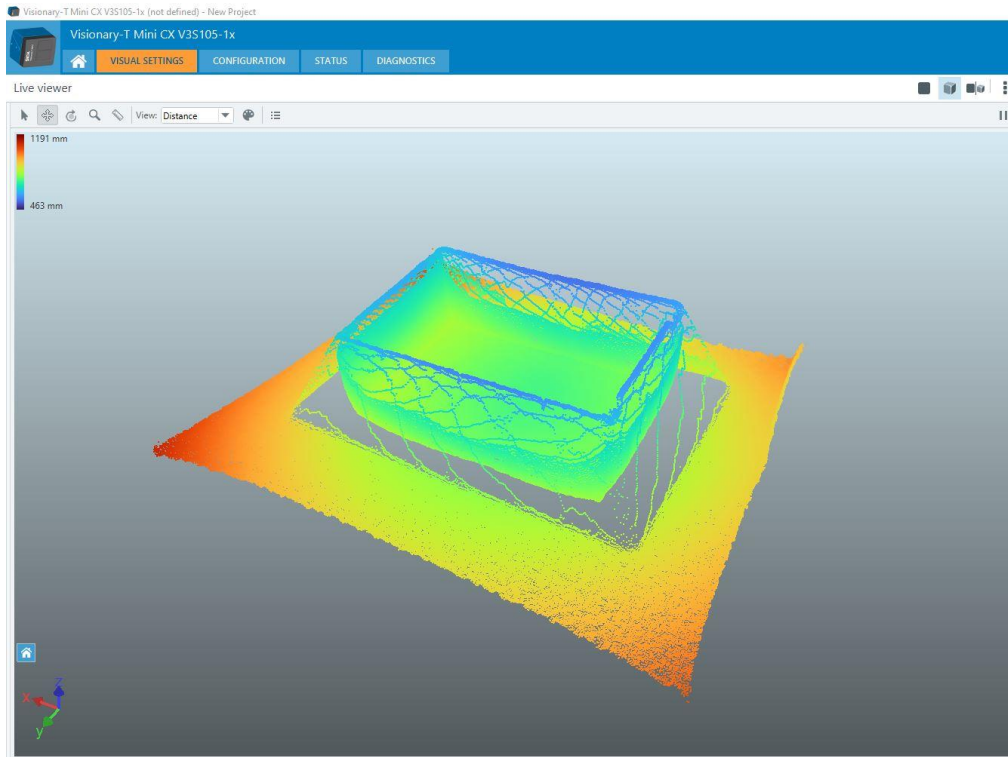 Visionary-T Mini CX V3S105-1x (not defined) - New Project
Visionary-T Mini CX V3S105-1x
VISUAL SETTINGS CONFIGURATION STATUS DIAGNOSTICS
Live viewer
View: Distance
1191 mm
463 mm
z
x
y